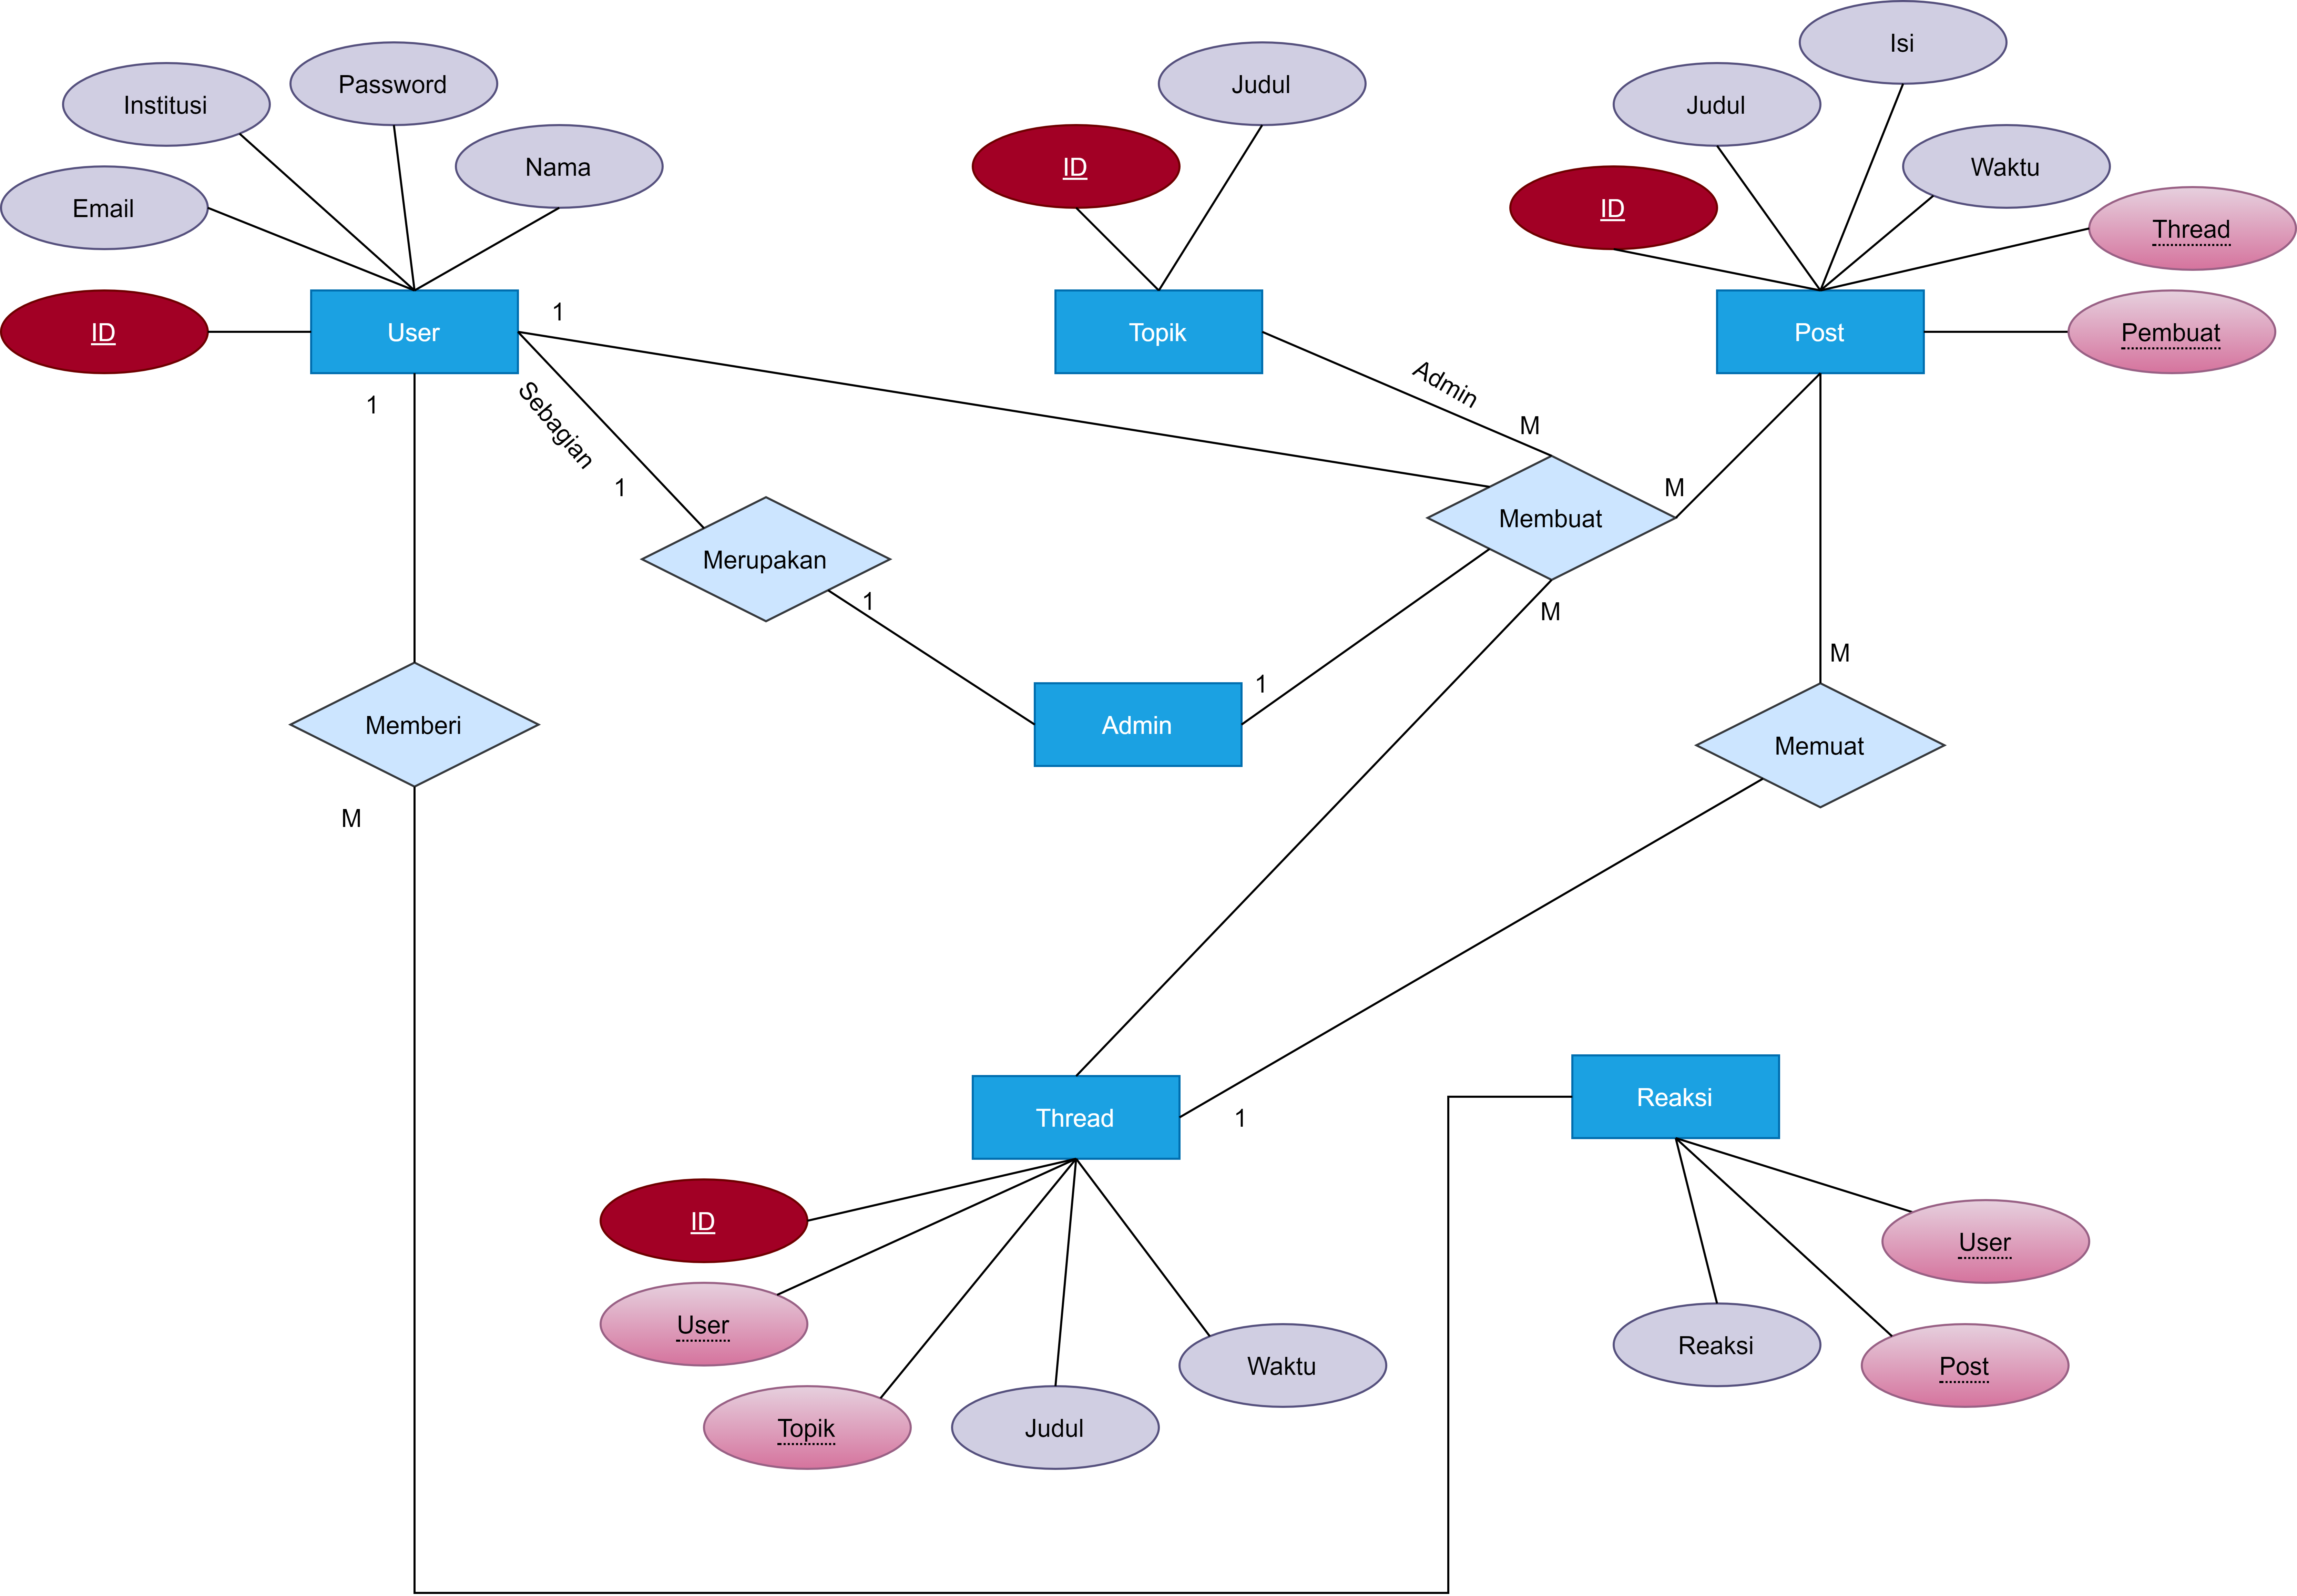 Isi
Password
Judul
Institusi
Judul
Nama
ID
Waktu
Email
ID
Thread
1
User
ID
Topik
Post
Pembuat
Admin
1
Sebagian
M
1
M
Membuat
Merupakan
1
M
M
1
Memberi
Admin
Memuat
M
Reaksi
Thread
1
ID
User
User
Reaksi
Waktu
Post
Topik
Judul